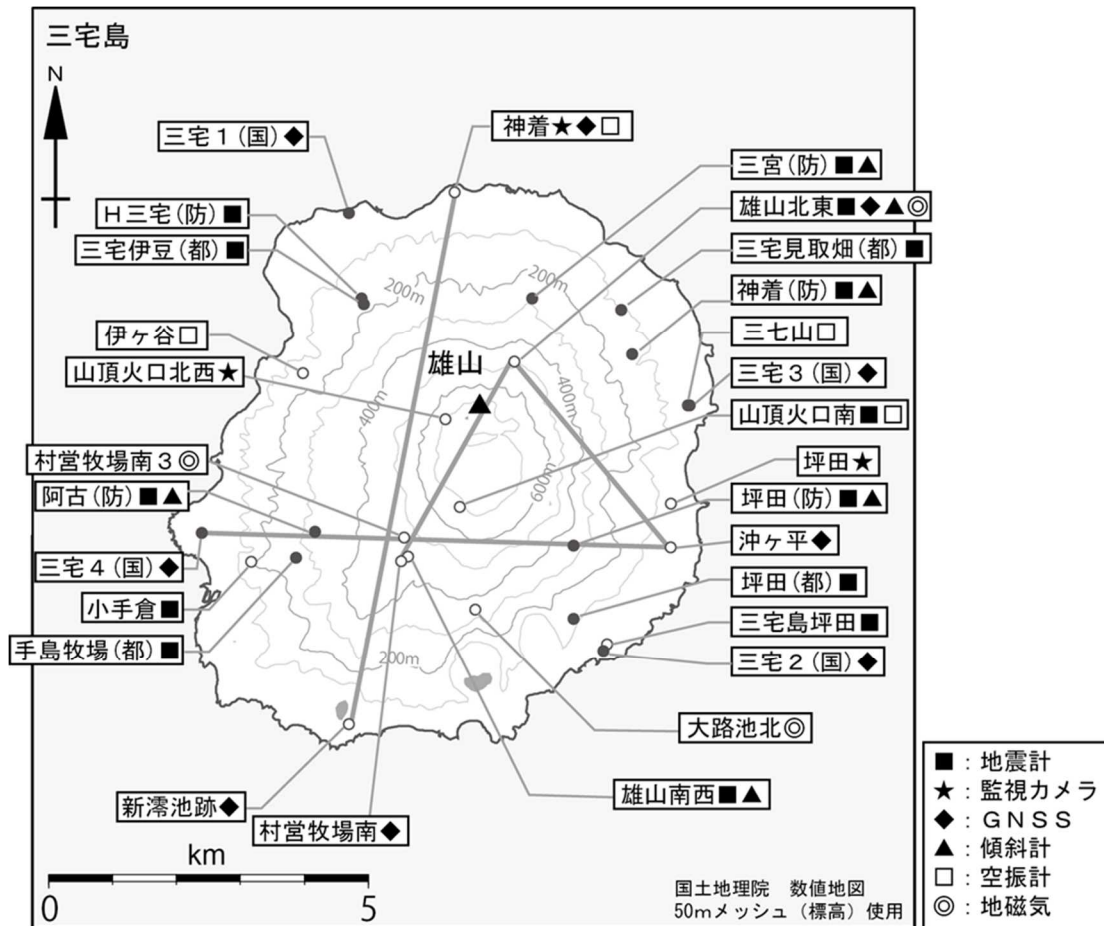 三宅島
N
神着★◆□
三宅1(国)◆
三宮(防)■▲
雄山北東■◆▲◎
H三宅(防)■
三宅伊豆(都)■
三宅見取畑(都)■
神着(防)■▲
200m
200m
伊ヶ谷□
三七山□
山頂火口北西★
雄山
400m
三宅3(国)◆
400m
山頂火口南■□
村営牧場南3◎
坪田★
600m
阿古(防)■▲
坪田(防)■▲
沖ヶ平◆
三宅4(国)◆
坪田(都)■
小手倉■
三宅島坪田■
手島牧場(都)■
200m
三宅2(国)◆
大路池北◎
雄山南西■▲
新澪池跡◆
村営牧場南◆
■:地震計
★:監視カメラ
◆:GNSS
▲:傾斜計
□:空振計
◎:地磁気
km
0 5
国土地理院 数値地図
50mメッシュ(標高)使用